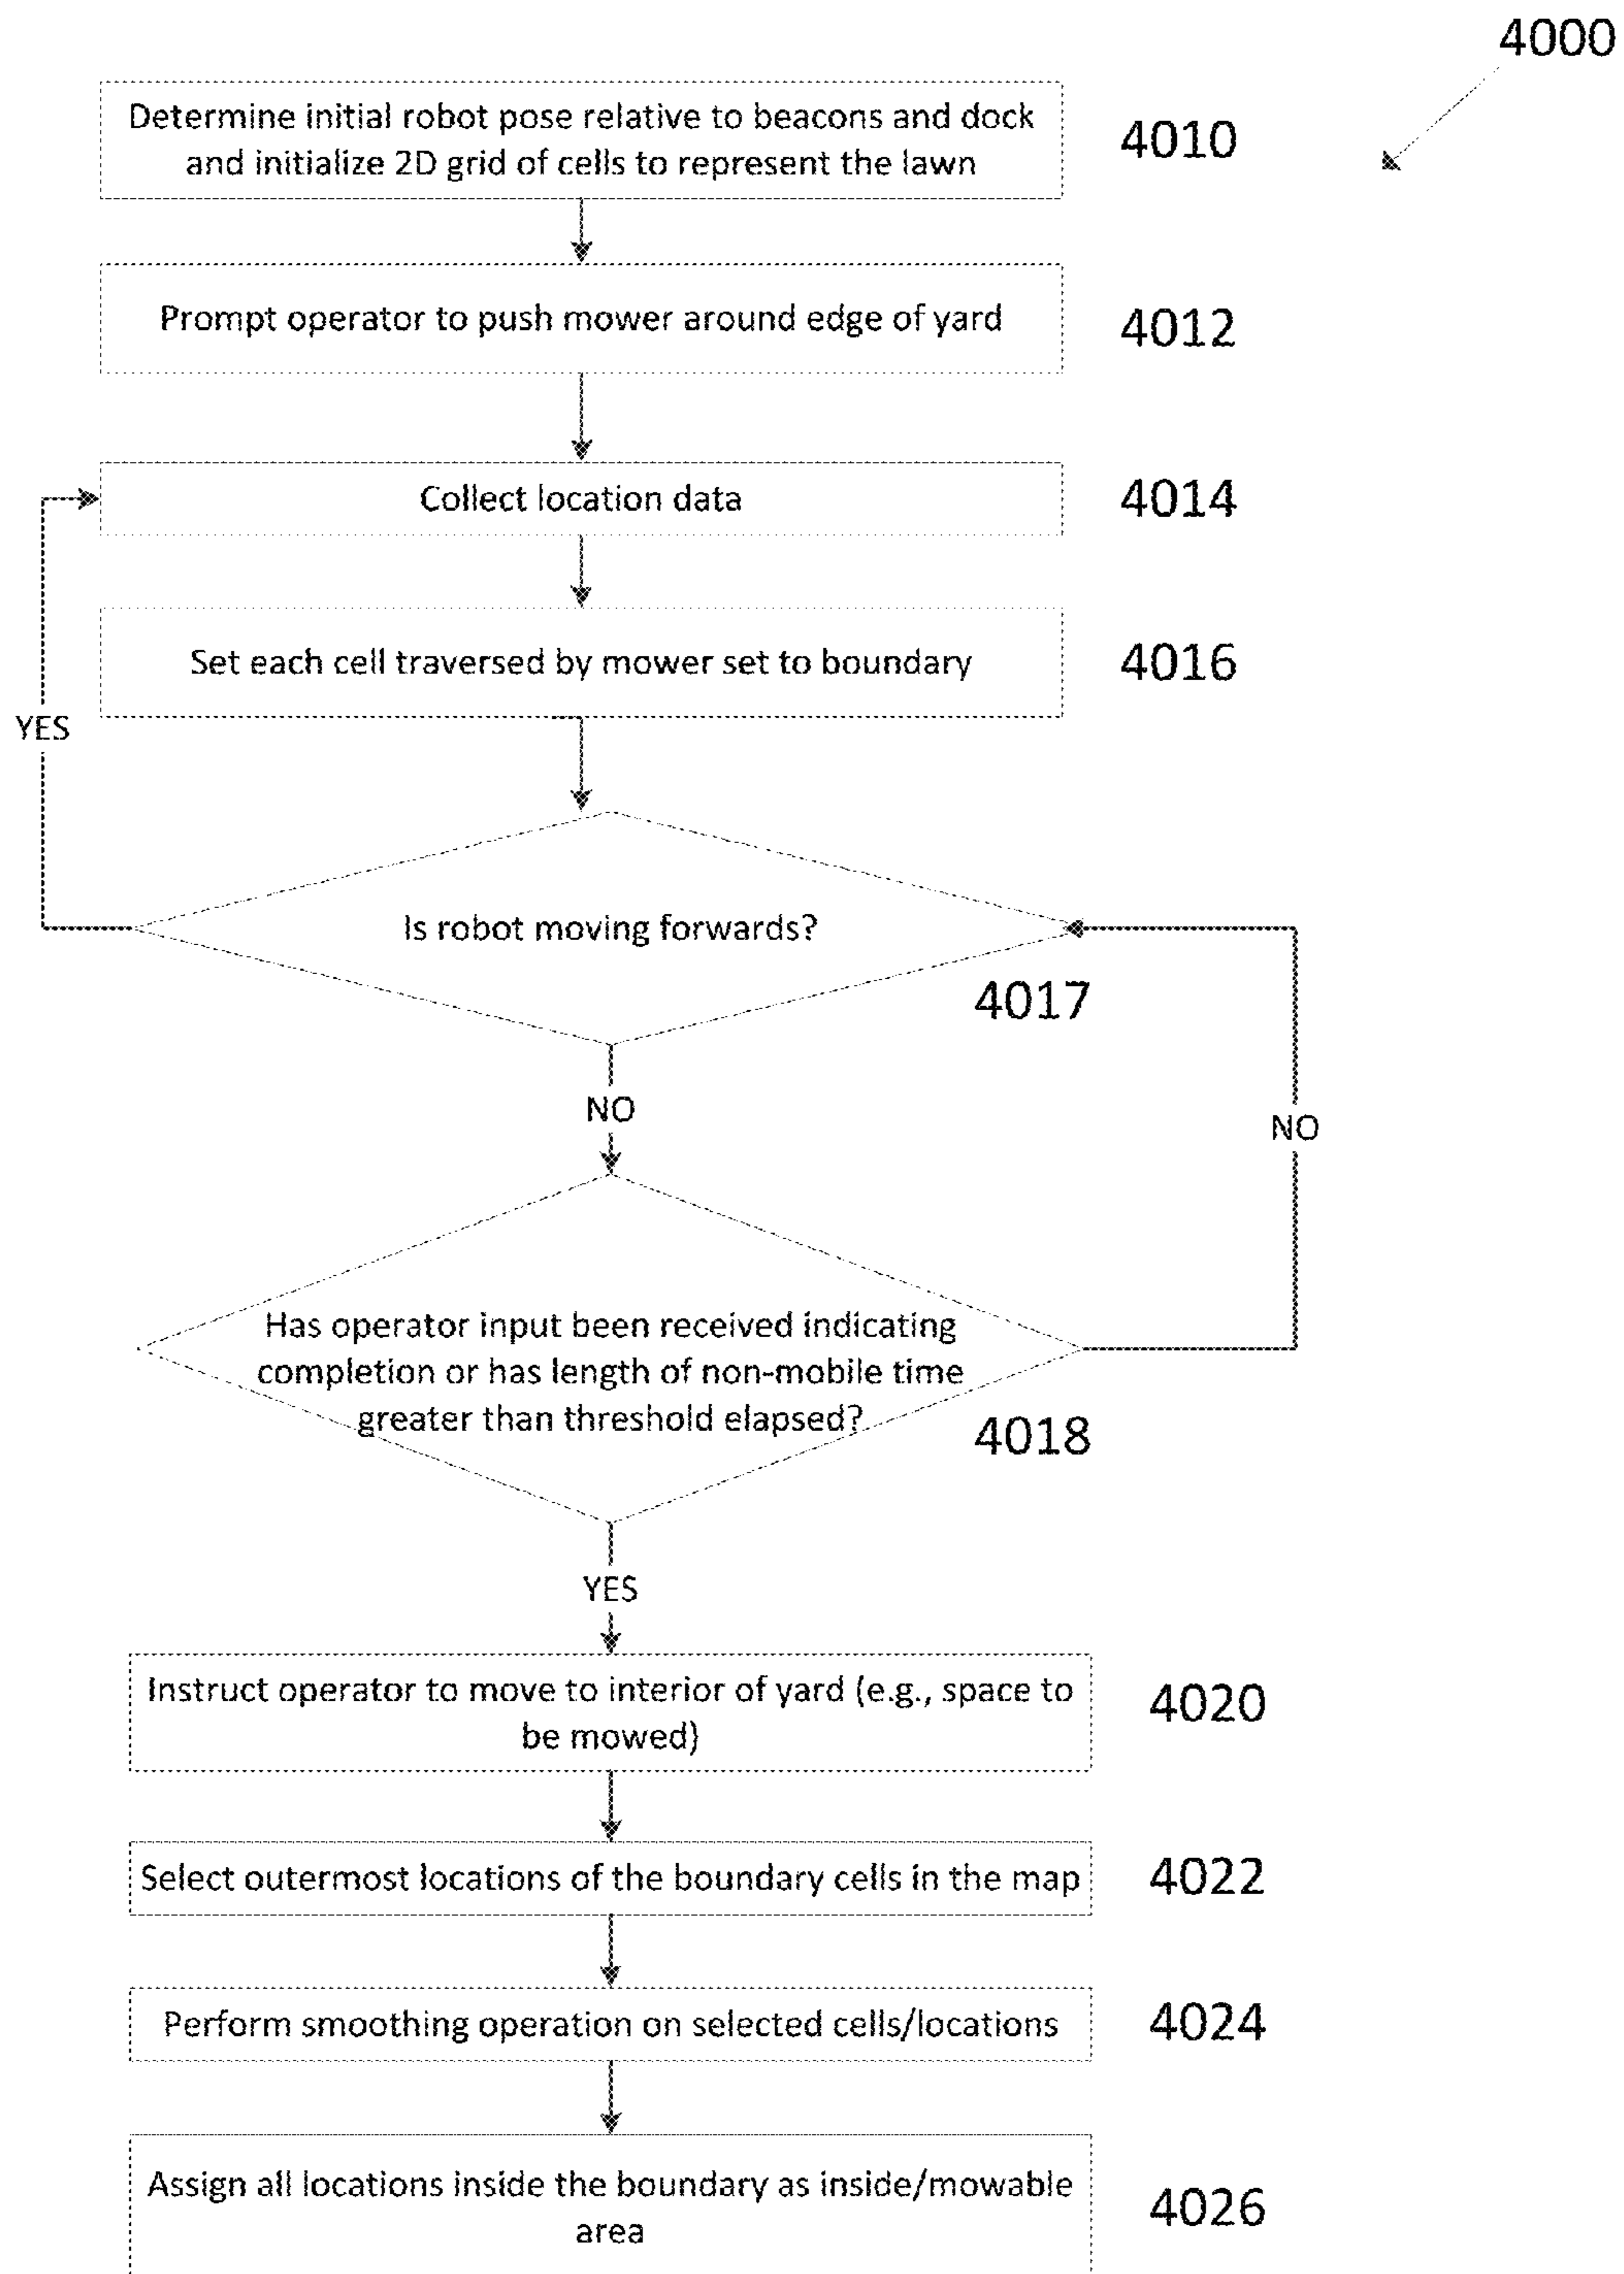 4000
Determine initial robot pose relative to beacons and dock
and initialize 2D grid of cells to represent the lawn
4010
Prompt operator to push mower around edge of yard
4012
Collect location data
4014
Set each cell traversed by mower set to boundary
4016
YES
Is robot moving forwards?
4017
NO
NO
Has operator input been received indicating
completion or has length of non-mobile time
greater than threshold elapsed?
4018
YES
Instruct operator to move to interior of yard (e.g., space to
be mowed)
4020
Select outermost locations of the boundary cells in the map
4022
Perform smoothing operation on selected cells/locations
4024
Assign all locations inside the boundary as inside/mowable
area
4026